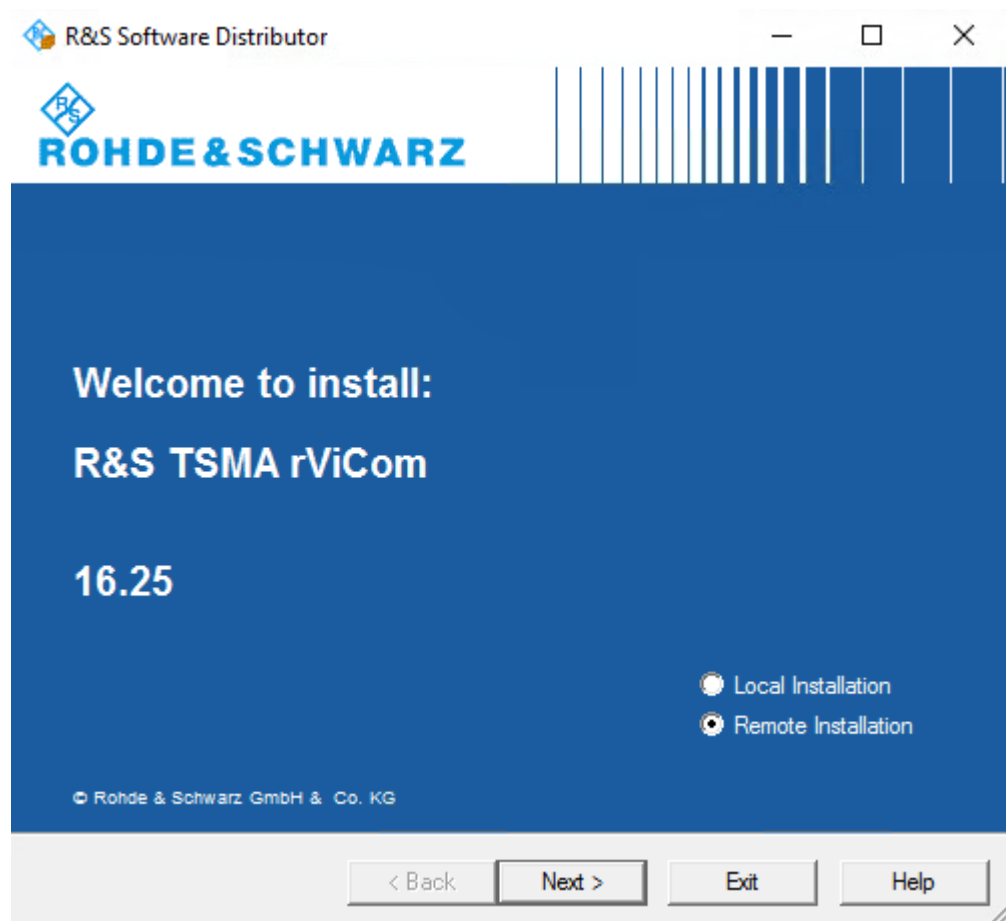 R&S Software Distributor
R&S
ROHDE&SCHWARZ
Welcome to install:
R&S TSMA rViCom
16.25
Local Installation
Remote Installation
© Rohde & Schwarz GmbH & Co. KG
< Back
Next >
Exit
Help